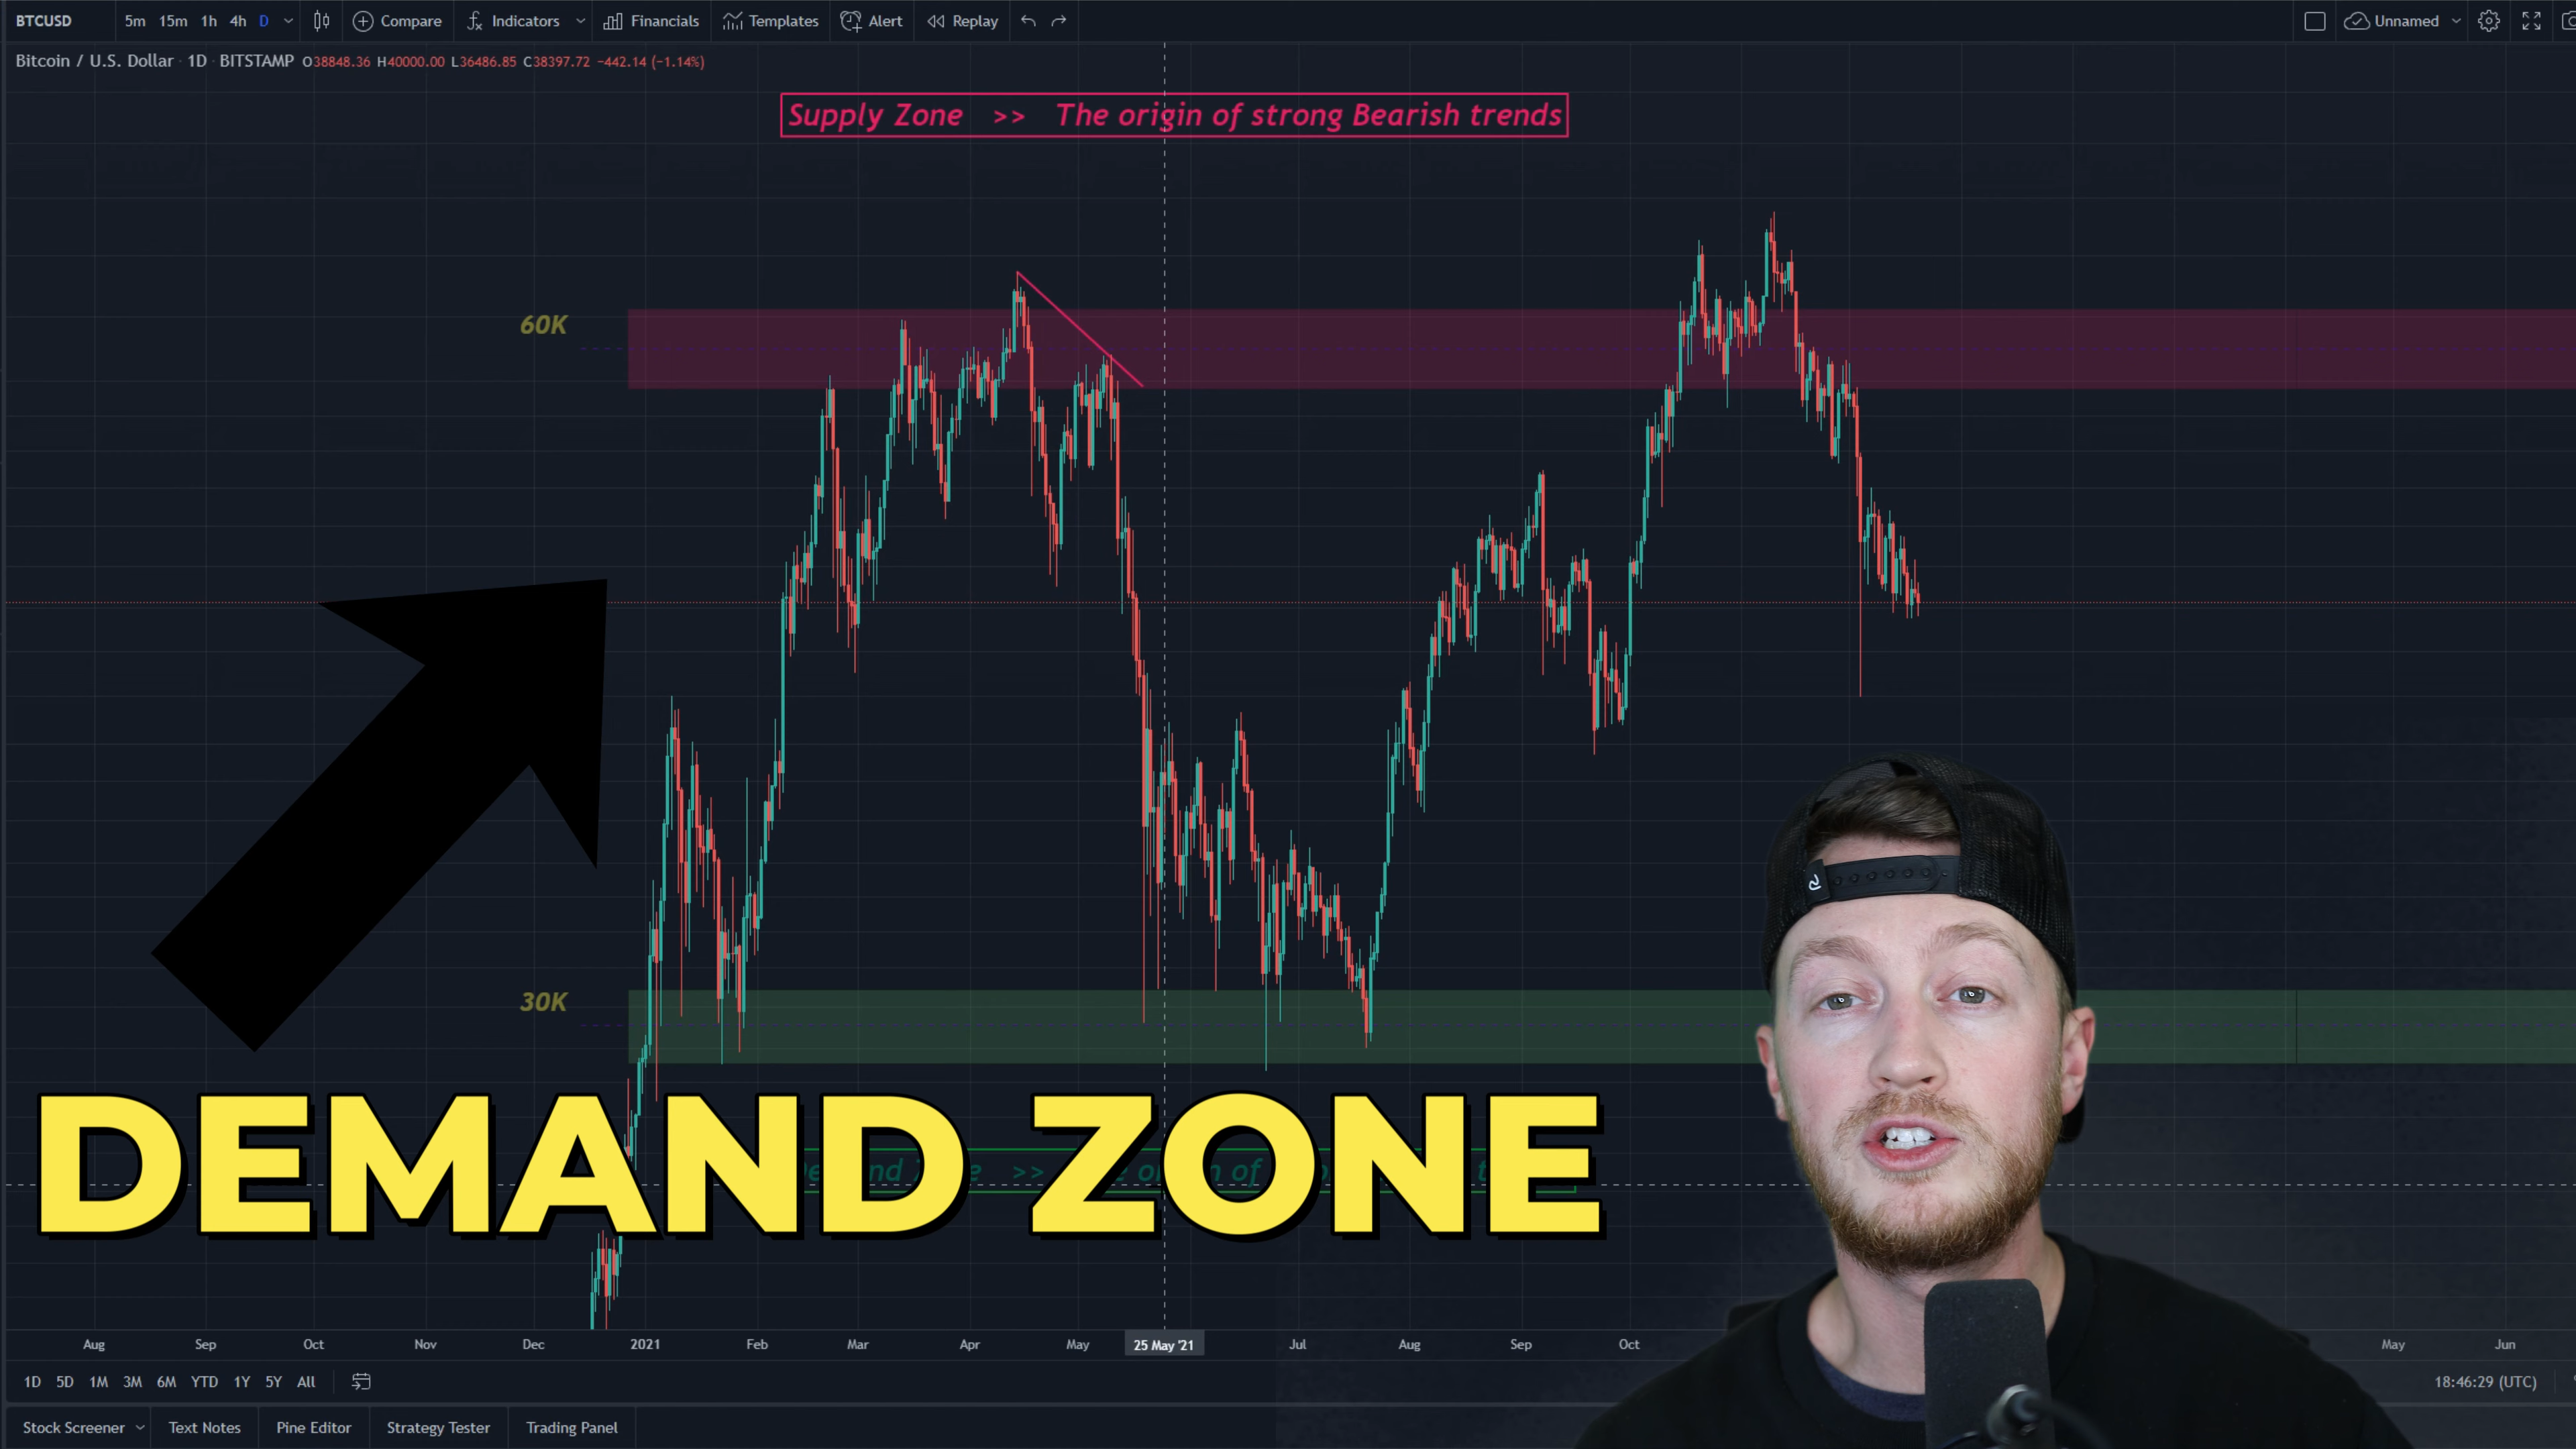 BTCUSD 5m 15m 1h 4h D Compare Indicators Financials Templates Alert Replay Unnamed
Bitcoin / U.S. Dollar · 1D · BITSTAMP O38848.36 H40000.00 L36486.85 C38397.72 −442.14 (−1.14%)
Supply Zone >> The origin of strong Bearish trends
60K
30K
DEMAND ZONE
>>
Aug Sep Oct Nov Dec 2021 Feb Mar Apr May 25 May '21 Jul Aug Sep Oct May Jun
1D 5D 1M 3M 6M YTD 1Y 5Y All 18:46:29 (UTC)
Stock Screener Text Notes Pine Editor Strategy Tester Trading Panel